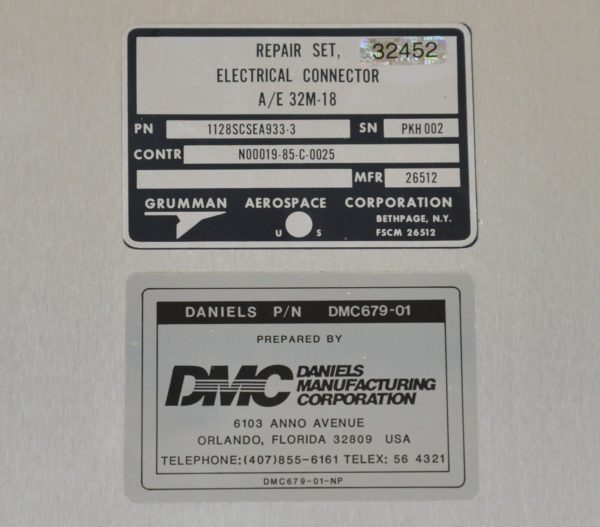 REPAIR SET, 32452
ELECTRICAL CONNECTOR
A/E 32M-18
PN 1128SCSEA933-3 SN PKH 002
CONTR N00019-85-C-0025
MFR 26512
GRUMMAN AEROSPACE CORPORATION
BETHPAGE, N.Y.
U S FSCM 26512
DANIELS P/N DMC679-01
PREPARED BY
DMC DANIELS
MANUFACTURING
CORPORATION
6103 ANNO AVENUE
ORLANDO, FLORIDA 32809 USA
TELEPHONE:(407)855-6161 TELEX: 56 4321
DMC679-01-NP